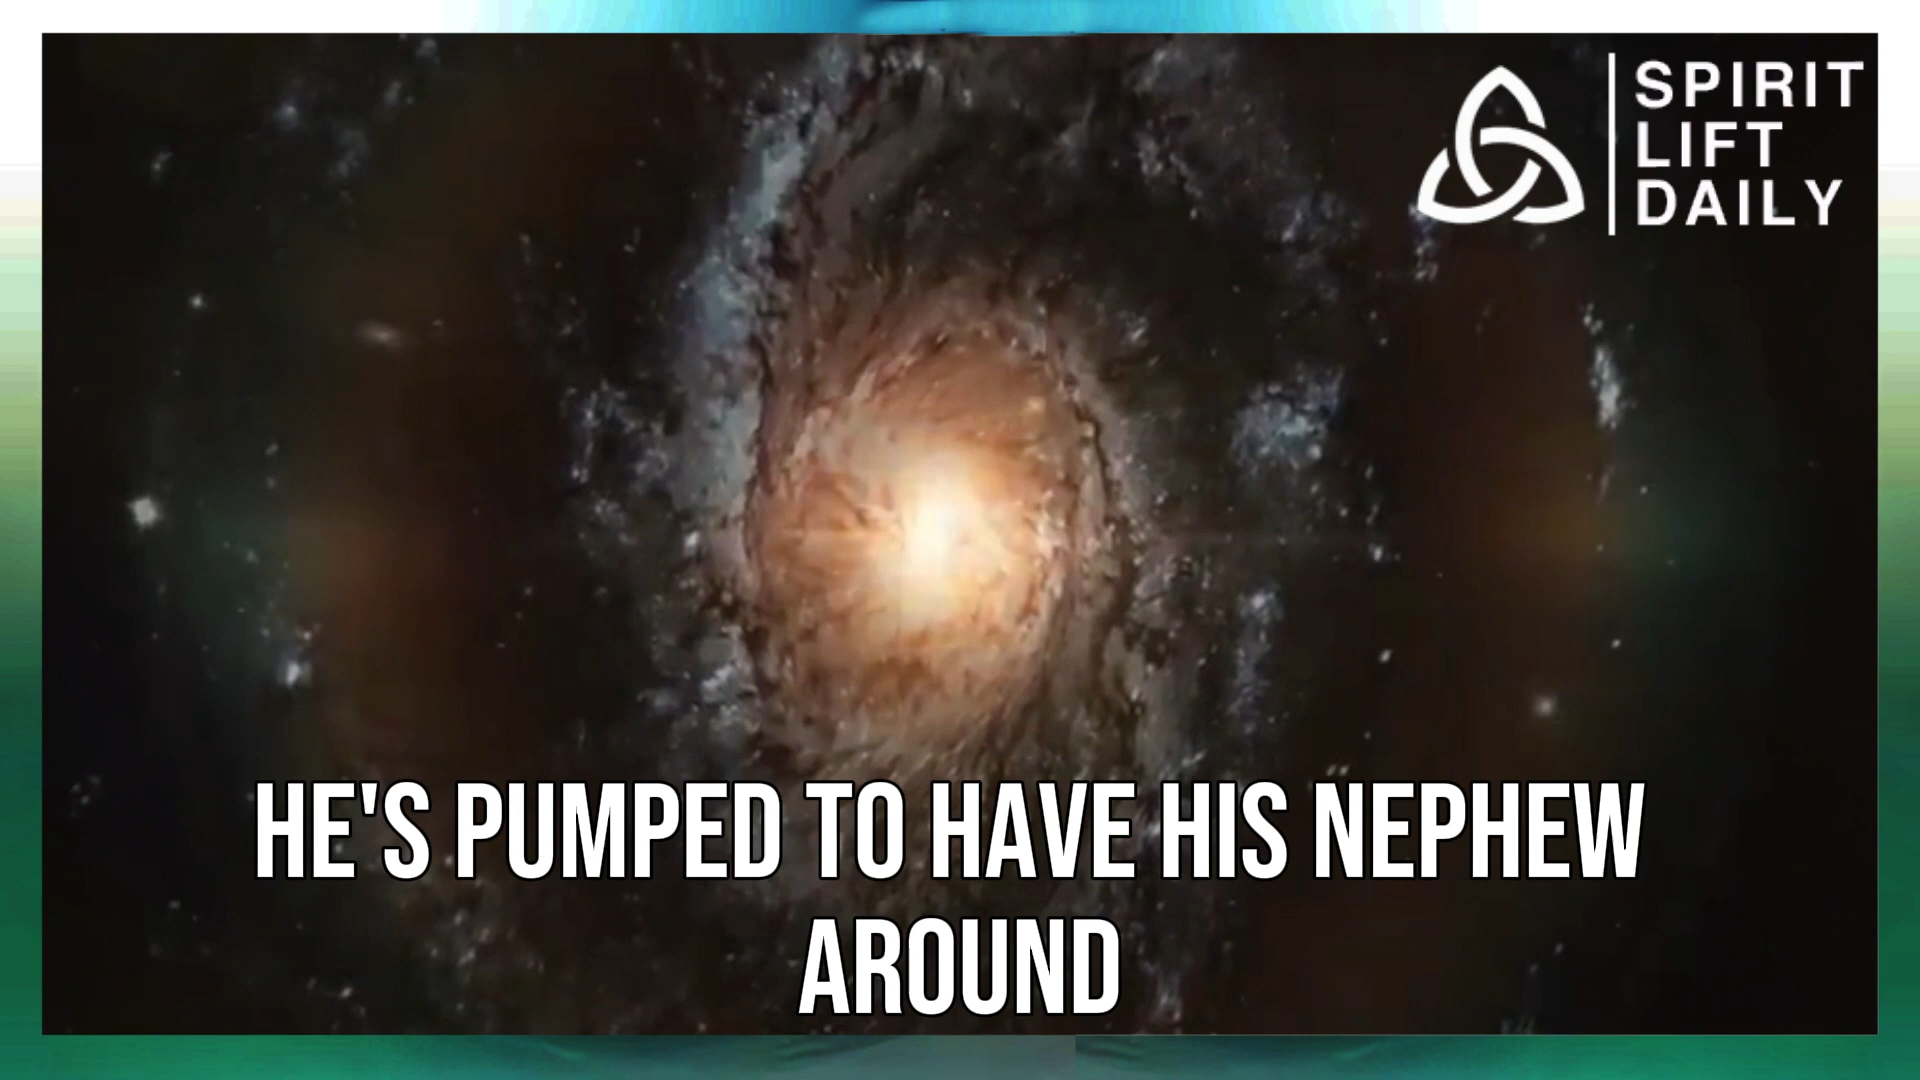 SPIRIT
LIFT
DAILY
HE'S PUMPED TO HAVE HIS NEPHEW
AROUND